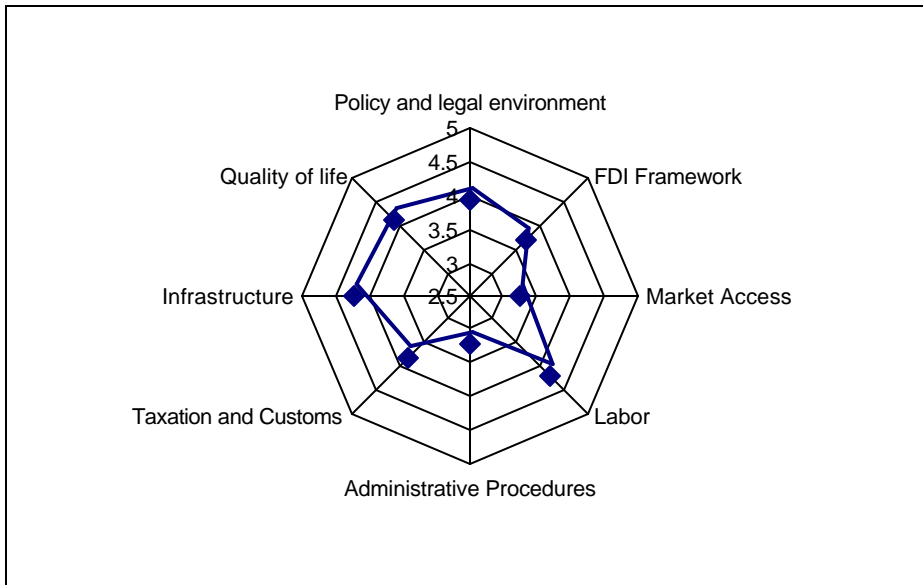 Policy and legal environment
5
4.5
Quality of life
FDI Framework
4
3.5
3
Infrastructure
2.5
Market Access
Taxation and Customs
Labor
Administrative Procedures